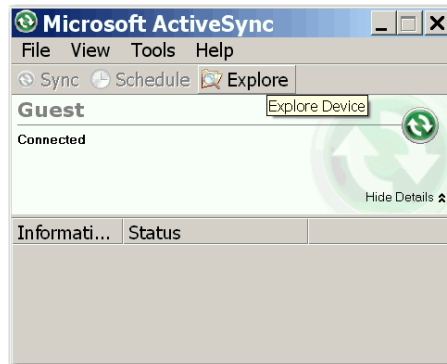 Microsoft ActiveSync
File View Tools Help
Sync Schedule Explore
Guest
Explore Device
Connected
Hide Details
Informati... Status